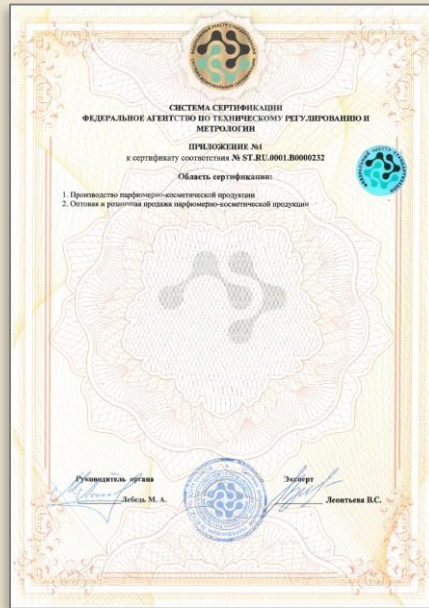 СИСТЕМА СЕРТИФИКАЦИИ
ФЕДЕРАЛЬНОЕ АГЕНТСТВО ПО ТЕХНИЧЕСКОМУ РЕГУЛИРОВАНИЮ И
МЕТРОЛОГИИ
ПРИЛОЖЕНИЕ №1
к сертификату соответствия № ST.RU.0001.B0000232
Область сертификации:
1. Производство парфюмерно-косметической продукции
2. Оптовая и розничная продажа парфюмерно-косметической продукции
Руководитель органа
Эксперт
Лебедь М. А.
Леонтьева В.С.